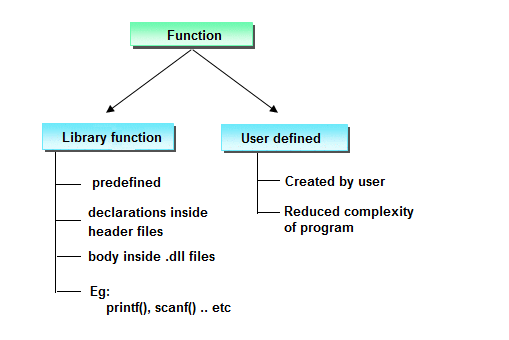 Function
Library function
predefined
declarations inside
header files
body inside .dll files
Eg:
printf(), scanf() .. etc
User defined
Created by user
Reduced complexity
of program